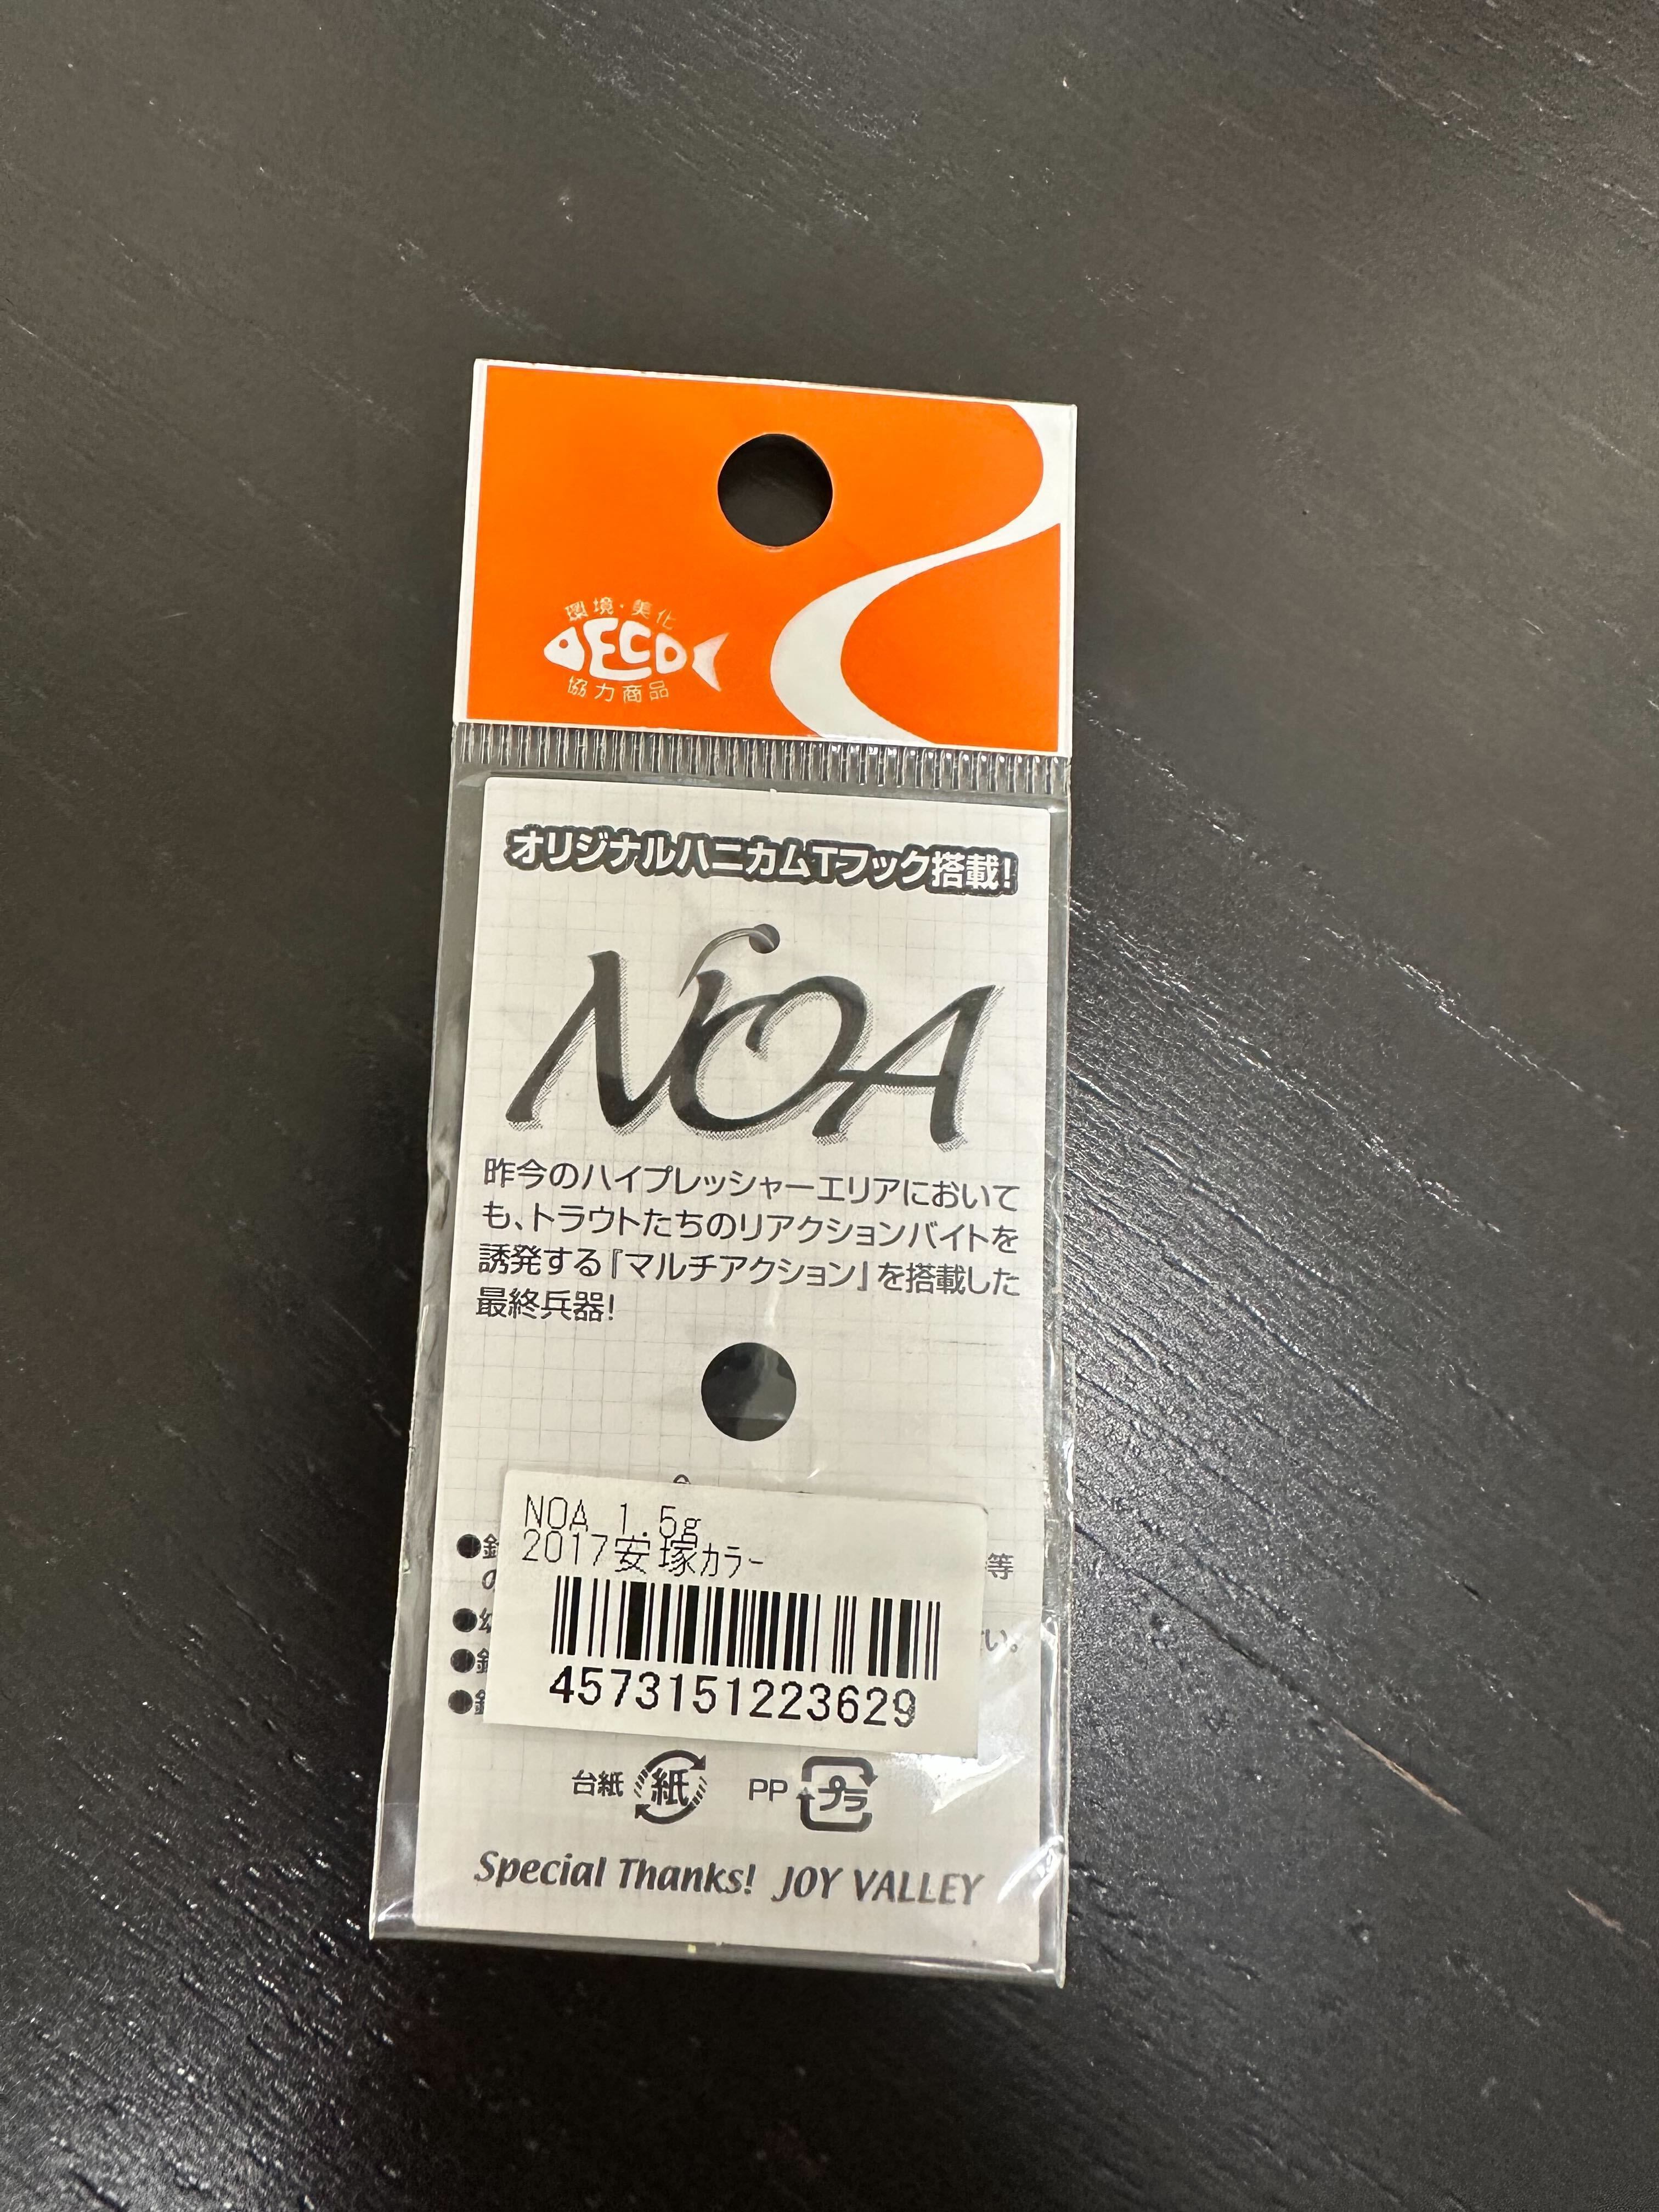 環境・美化
ECO
協力商品
オリジナルハニカムTフック搭載!
NOA
昨今のハイプレッシャーエリアにおいて
も、トラウトたちのリアクションバイトを
誘発する『マルチアクション』を搭載した
最終兵器!
NOA 1.5g
2017安塚カラー
4573151223629
等
の
い。
台紙 紙 PP プラ
Special Thanks! JOY VALLEY